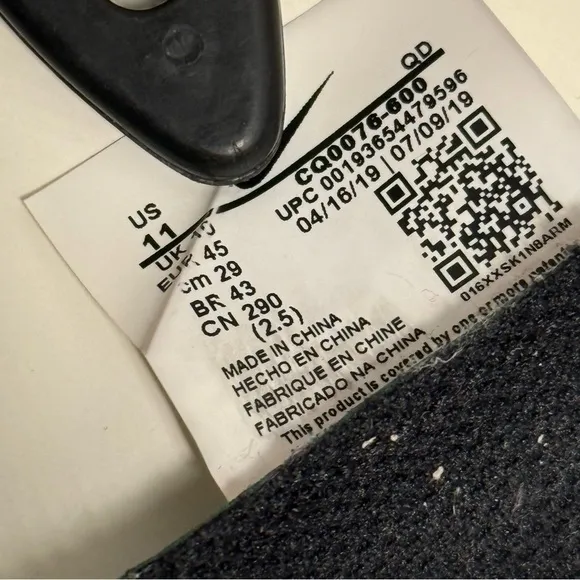 QD
CQ0076-600
UPC 00193654479596
04/16/19 | 07/09/19
US
11
UK 10
EUR 45
cm 29
BR 43
CN 290
(2.5)
016XXSK1N8ARM
MADE IN CHINA
HECHO EN CHINA
FABRIQUE EN CHINE
FABRICADO NA CHINA
This product is covered by one or more